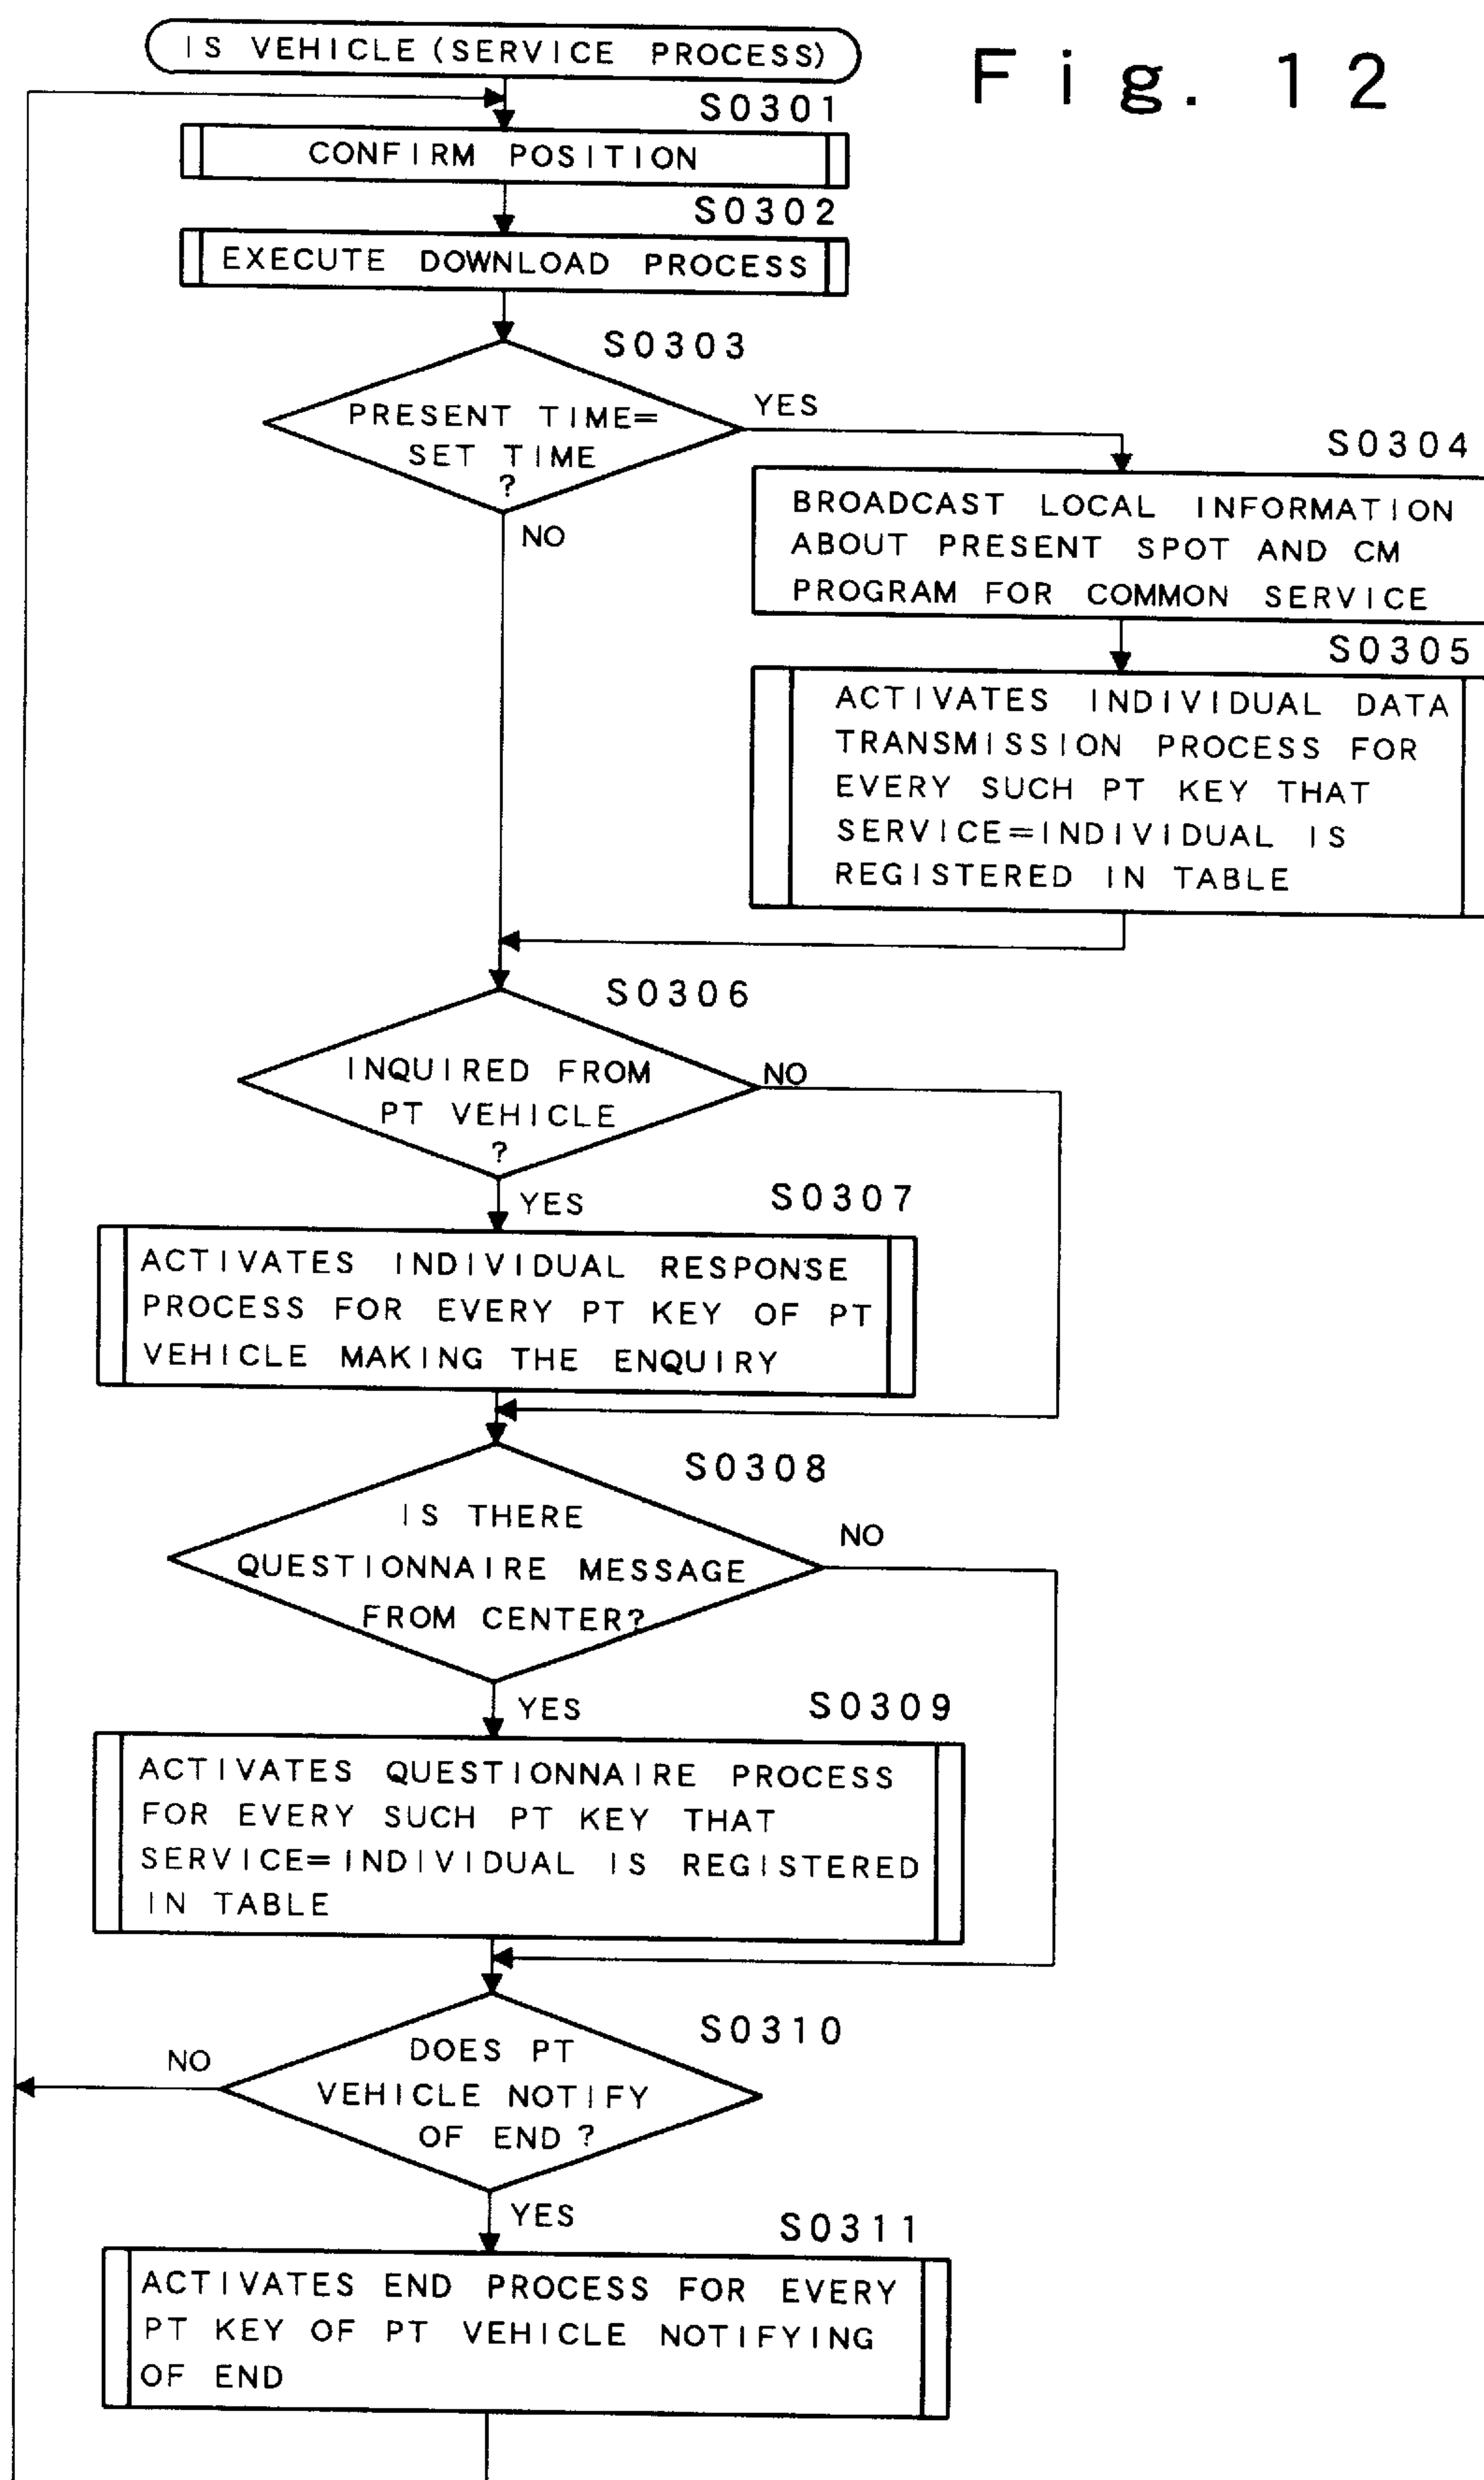 IS VEHICLE (SERVICE PROCESS)
Fig. 12
S0301
CONFIRM POSITION
S0302
EXECUTE DOWNLOAD PROCESS
S0303
PRESENT TIME=
SET TIME
?
YES
NO
S0304
BROADCAST LOCAL INFORMATION
ABOUT PRESENT SPOT AND CM
PROGRAM FOR COMMON SERVICE
S0305
ACTIVATES INDIVIDUAL DATA
TRANSMISSION PROCESS FOR
EVERY SUCH PT KEY THAT
SERVICE=INDIVIDUAL IS
REGISTERED IN TABLE
S0306
INQUIRED FROM
PT VEHICLE
?
NO
YES
S0307
ACTIVATES INDIVIDUAL RESPONSE
PROCESS FOR EVERY PT KEY OF PT
VEHICLE MAKING THE ENQUIRY
S0308
IS THERE
QUESTIONNAIRE MESSAGE
FROM CENTER?
NO
YES
S0309
ACTIVATES QUESTIONNAIRE PROCESS
FOR EVERY SUCH PT KEY THAT
SERVICE=INDIVIDUAL IS REGISTERED
IN TABLE
S0310
DOES PT
VEHICLE NOTIFY
OF END?
NO
YES
S0311
ACTIVATES END PROCESS FOR EVERY
PT KEY OF PT VEHICLE NOTIFYING
OF END